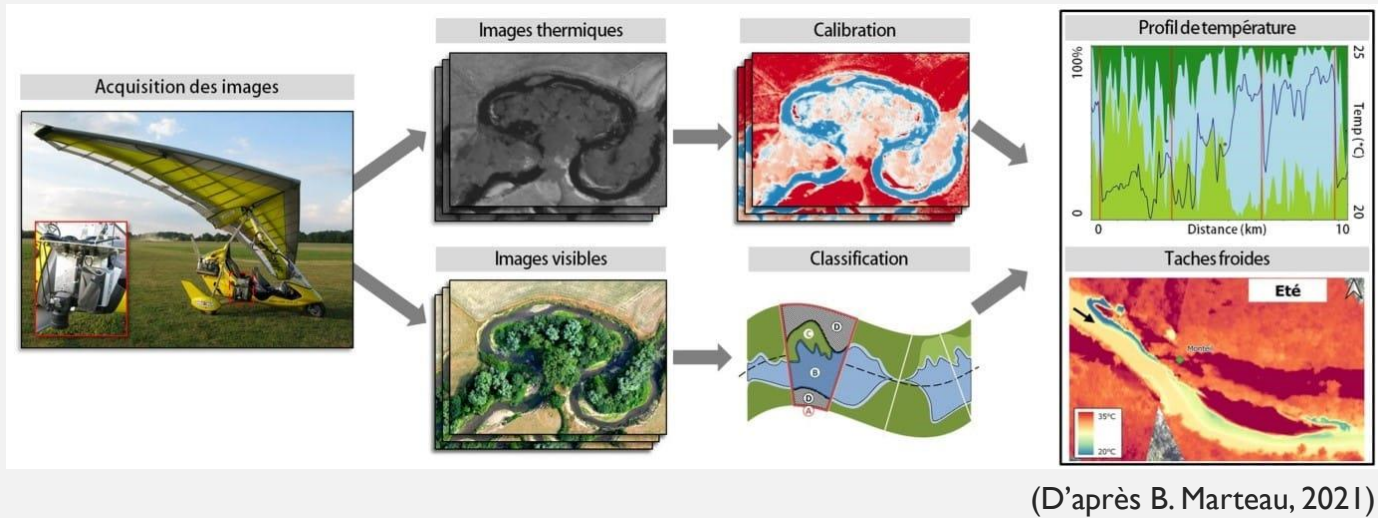 Acquisition des images
Images thermiques
Calibration
Profil de température
100%
0
25
Temp (°C)
20
0
Distance (km)
10
Images visibles
Classification
C
D
B
D
A
Taches froides
Eté
Monteil
35°C
20°C
(D'après B. Marteau, 2021)